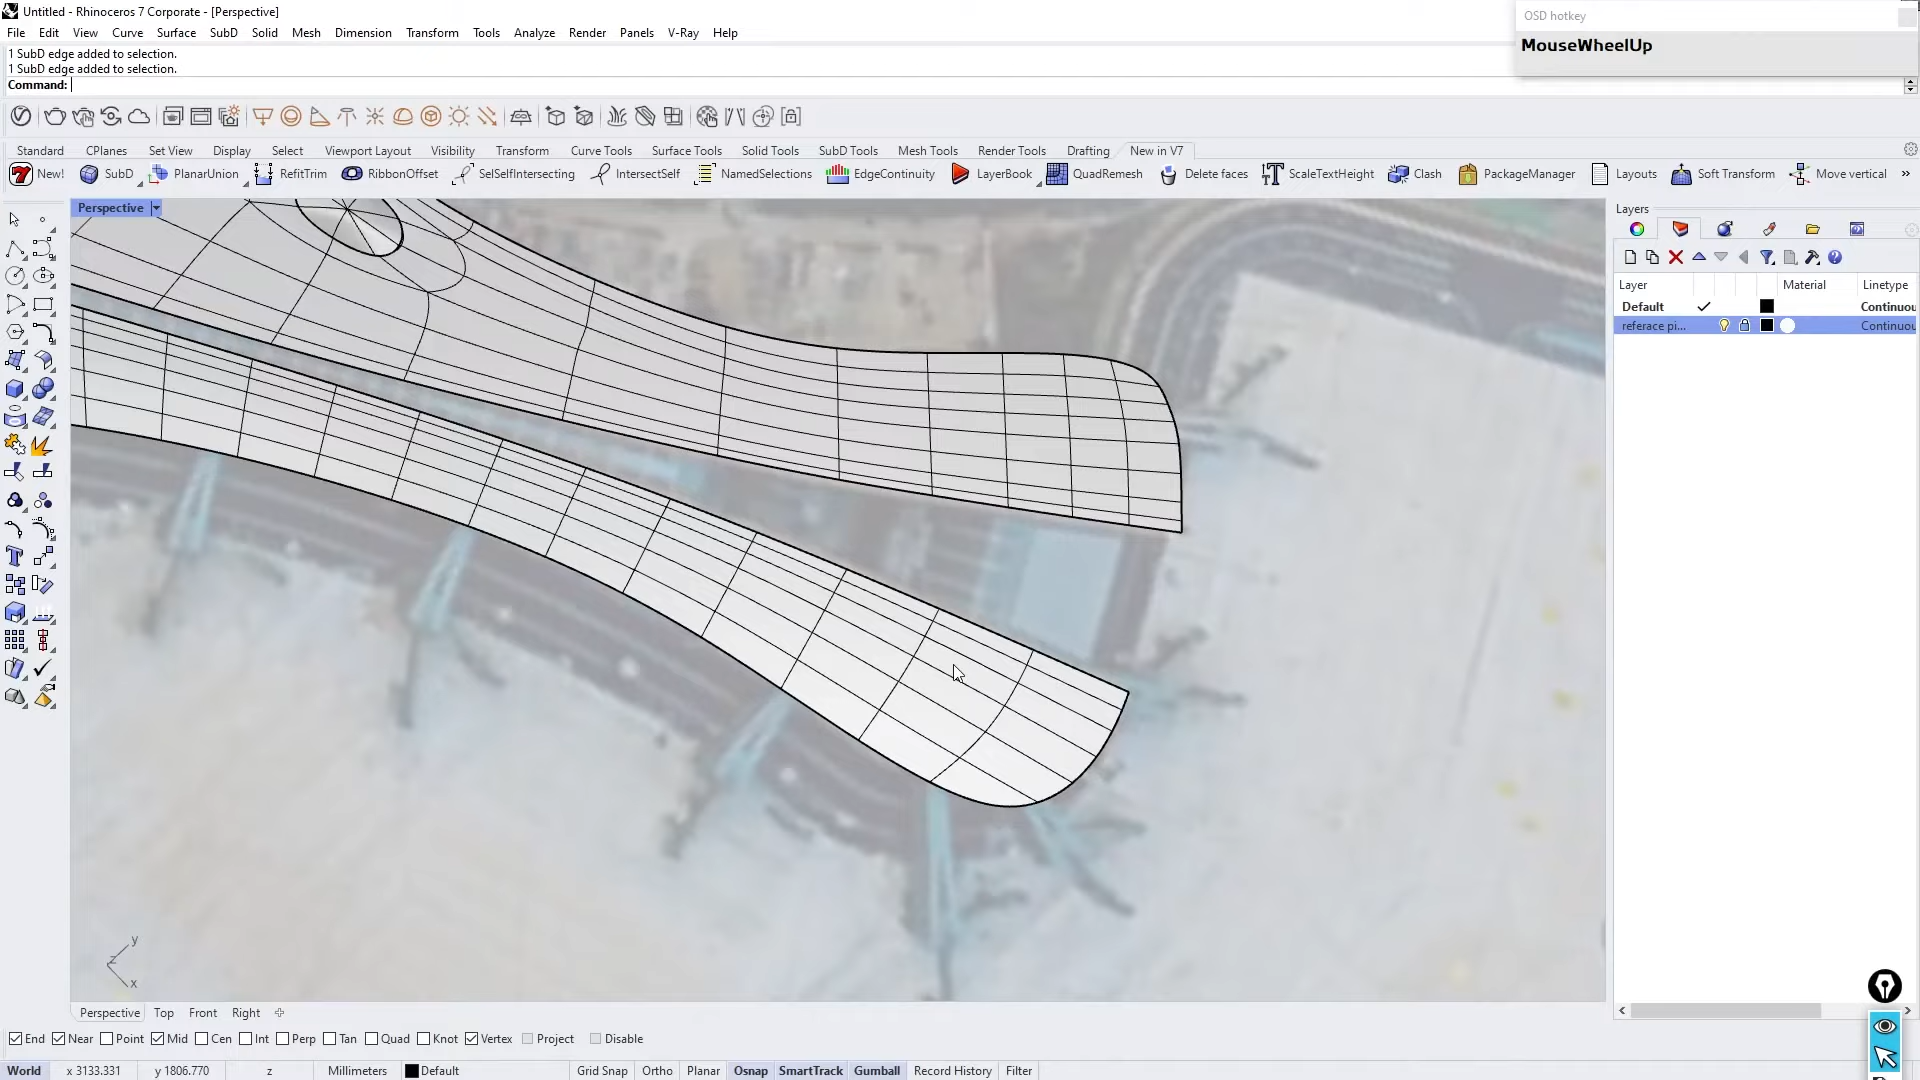 Untitled - Rhinoceros 7 Corporate - [Perspective]
OSD hotkey
File Edit View Curve Surface SubD Solid Mesh Dimension Transform Tools Analyze Render Panels V-Ray Help
MouseWheelUp
1 SubD edge added to selection.
1 SubD edge added to selection.
Command:
Standard CPlanes Set View Display Select Viewport Layout Visibility Transform Curve Tools Surface Tools Solid Tools SubD Tools Mesh Tools Render Tools Drafting New in V7
7 New! SubD PlanarUnion RefitTrim RibbonOffset SelSelfIntersecting IntersectSelf NamedSelections EdgeContinuity LayerBook QuadRemesh Delete faces ScaleTextHeight Clash PackageManager Layouts Soft Transform Move vertical »
Perspective
Layers
Layer Material Linetype
Default Continuou
referace pi... Continuou
y
z
x
Perspective Top Front Right
End Near Point Mid Cen Int Perp Tan Quad Knot Vertex Project Disable
World x 3133.331 y 1806.770 z Millimeters Default Grid Snap Ortho Planar Osnap SmartTrack Gumball Record History Filter